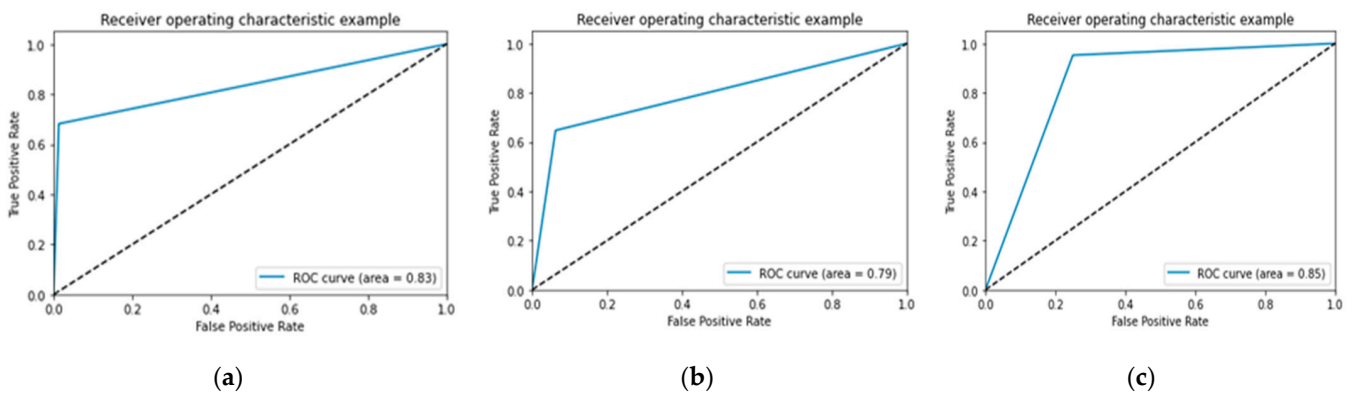 Receiver operating characteristic example
1.0
0.8
0.6
0.4
0.2
0.0
True Positive Rate
ROC curve (area = 0.83)
0.0 0.2 0.4 0.6 0.8 1.0
False Positive Rate
(a)
Receiver operating characteristic example
1.0
0.8
0.6
0.4
0.2
0.0
True Positive Rate
ROC curve (area = 0.79)
0.0 0.2 0.4 0.6 0.8 1.0
False Positive Rate
(b)
Receiver operating characteristic example
1.0
0.8
0.6
0.4
0.2
0.0
True Positive Rate
ROC curve (area = 0.85)
0.0 0.2 0.4 0.6 0.8 1.0
False Positive Rate
(c)